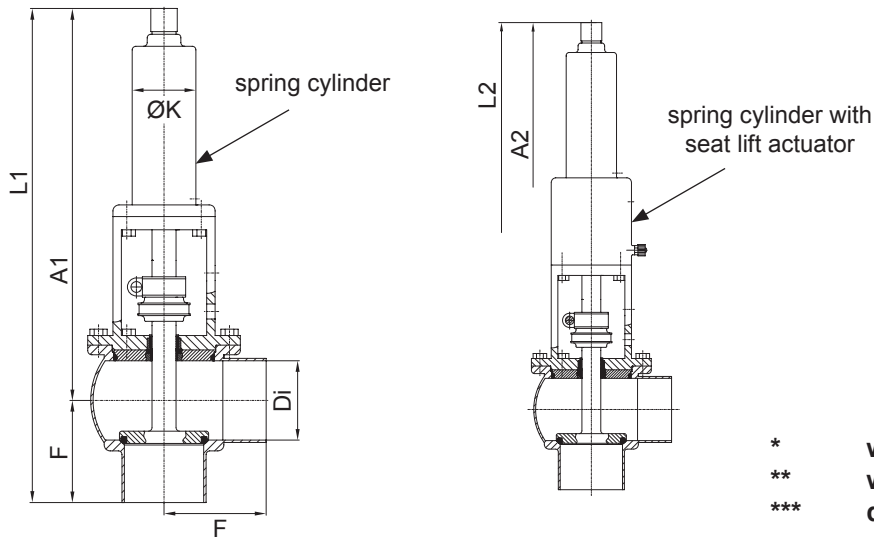 L1
A1
F
ØK
spring cylinder
Di
F
L2
A2
spring cylinder with
seat lift actuator
*
**
***